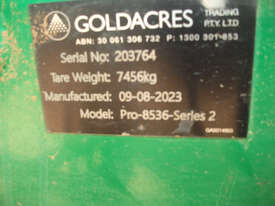 GOLDACRES TRADING
PTY. LTD
ABN: 30 061 306 732 P: 1300 301 853
Serial No: 203764
Tare Weight: 7456kg
Manufactured: 09-08-2023
Model: Pro-8536-Series 2